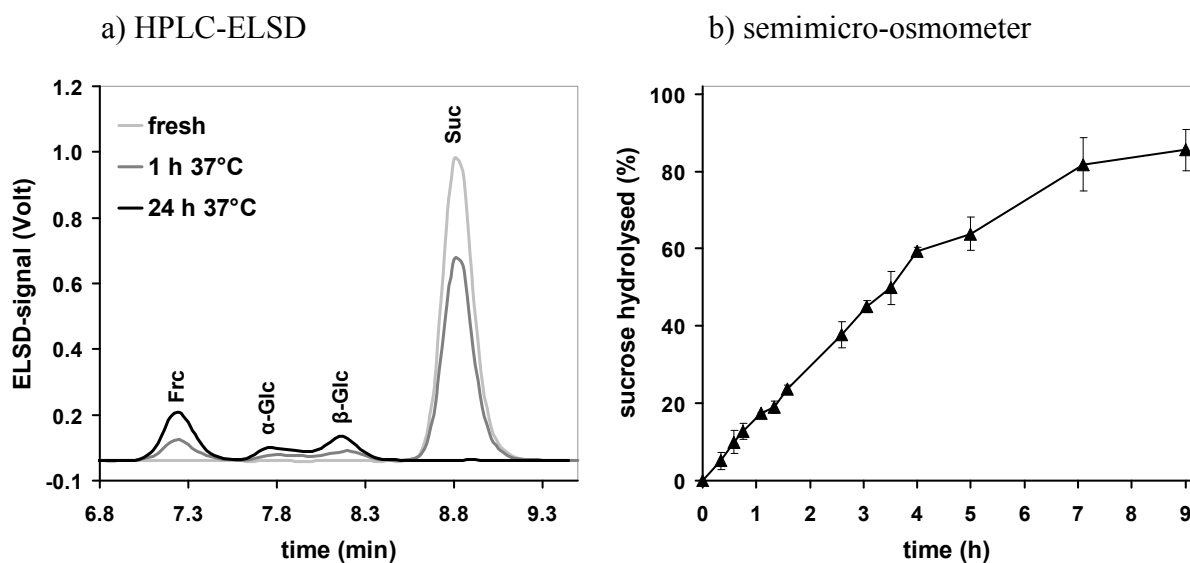 a) HPLC-ELSD
1.2
1.0
0.8
0.6
0.4
0.2
-0.1
ELSD-signal (Volt)
fresh
1 h 37°C
24 h 37°C
Frc
α-Glc
β-Glc
Suc
6.8 7.3 7.8 8.3 8.8 9.3
time (min)
b) semimicro-osmometer
100
80
60
40
20
0
sucrose hydrolysed (%)
0 1 2 3 4 5 6 7 8 9
time (h)